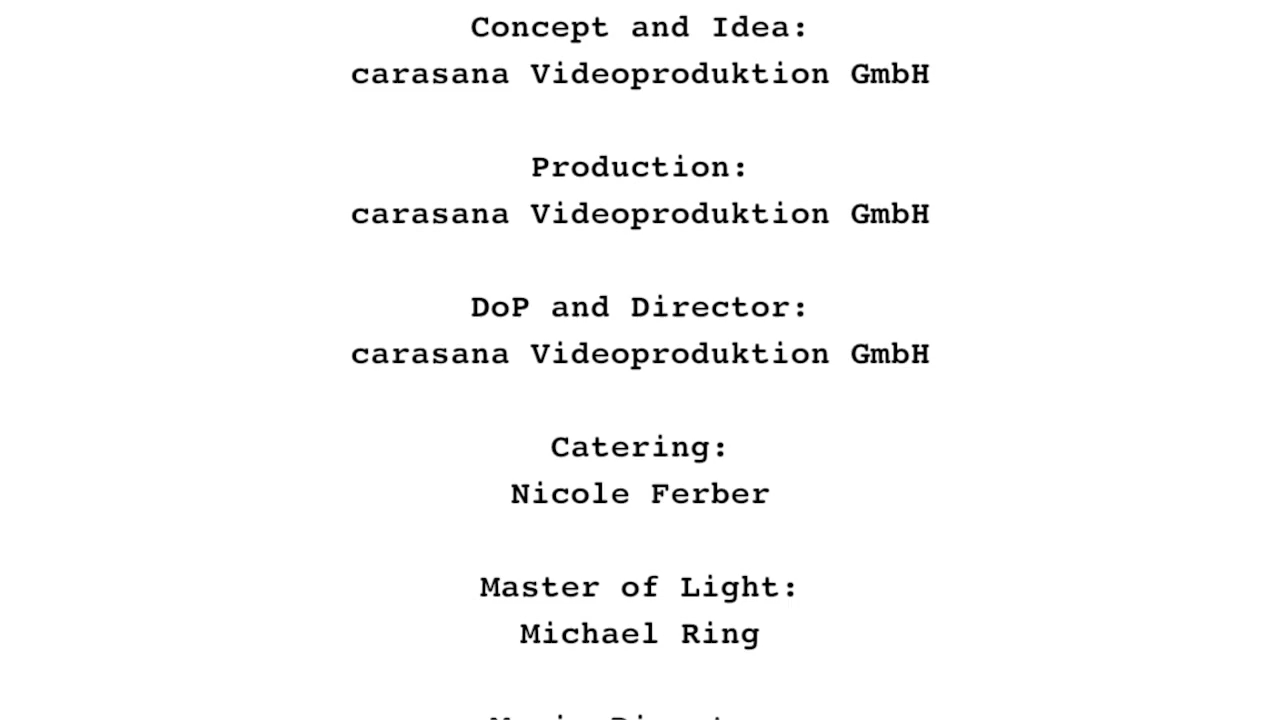 Concept and Idea:
carasana Videoproduktion GmbH
Production:
carasana Videoproduktion GmbH
DoP and Director:
carasana Videoproduktion GmbH
Catering:
Nicole Ferber
Master of Light:
Michael Ring